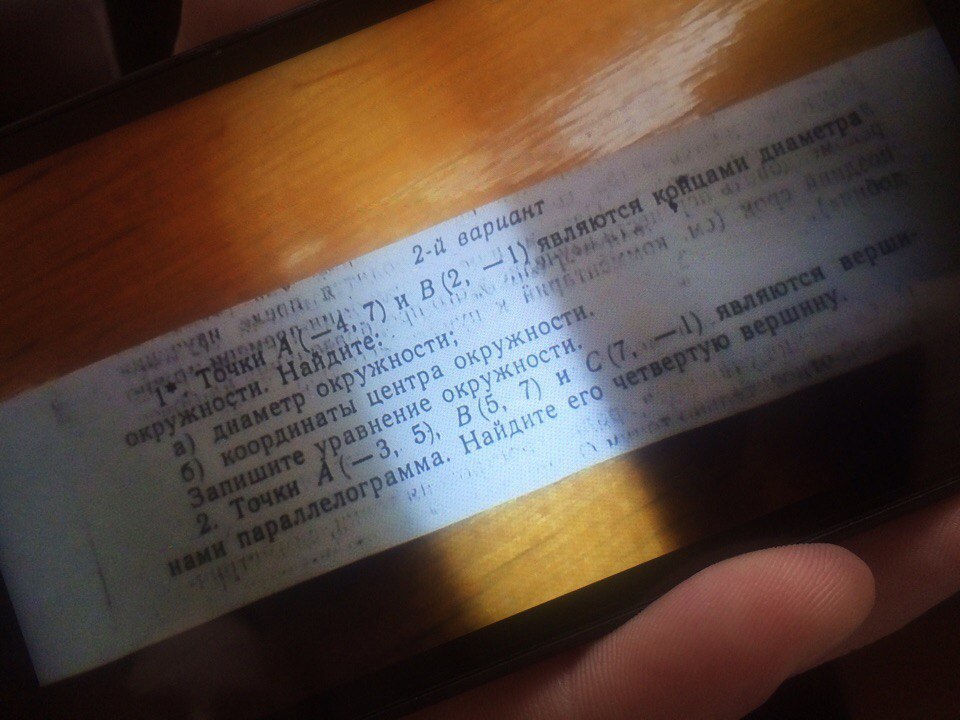 2-й вариант
1*. Точки A (—4, 7) и B (2, —1) являются концами диаметра
окружности. Найдите:
а) диаметр окружности;
б) координаты центра окружности.
Запишите уравнение окружности.
2. Точки A (—3, 5), B (5, 7) и C (7, —1) являются верши
нами параллелограмма. Найдите его четвертую вершину.